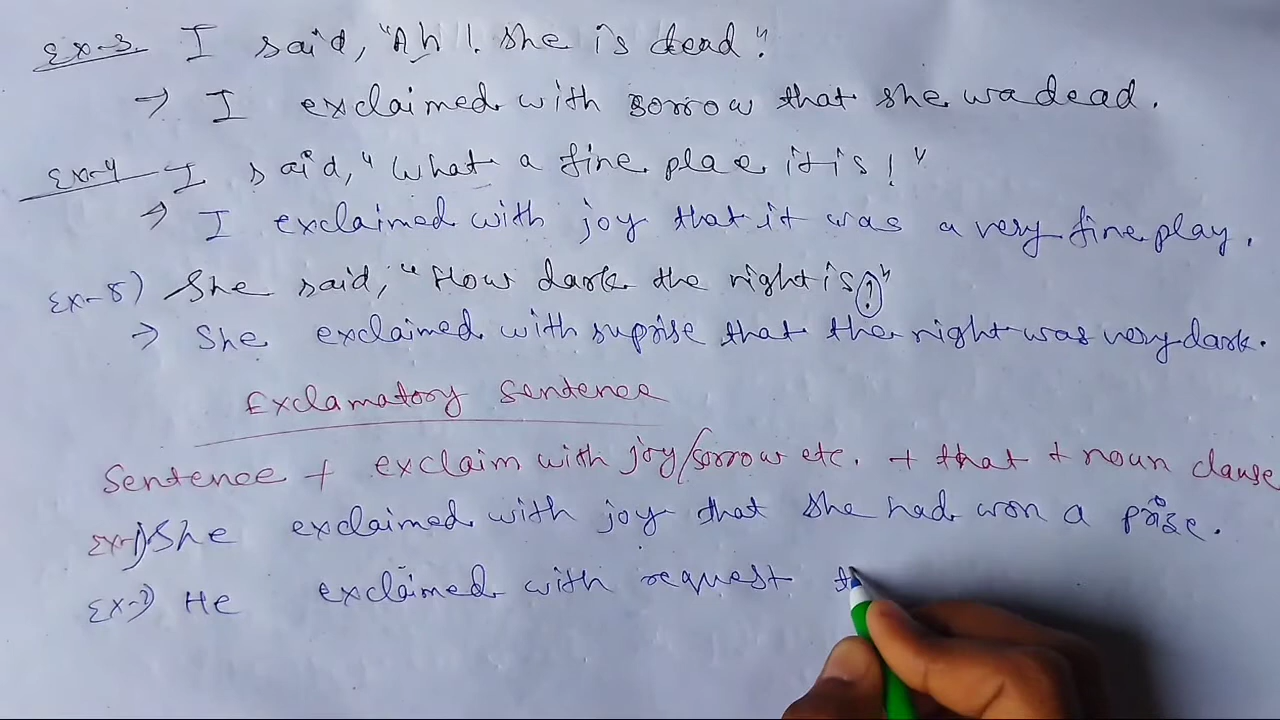 Ex-3 I said, "Ah! she is dead".
→ I exclaimed with sorrow that she wa dead.
Ex-4 I said, "What a fine place it is!"
→ I exclaimed with joy that it was a very fine play.
Ex-5) She said, "How dark the right is!"
→ She exclaimed with suprise that the right was very dark.
Exclamatory Sentence
Sentence + exclaim with joy/sorrow etc. + that + noun clause
Ex-1) She exclaimed with joy that she had won a prize.
Ex-2) He exclaimed with request